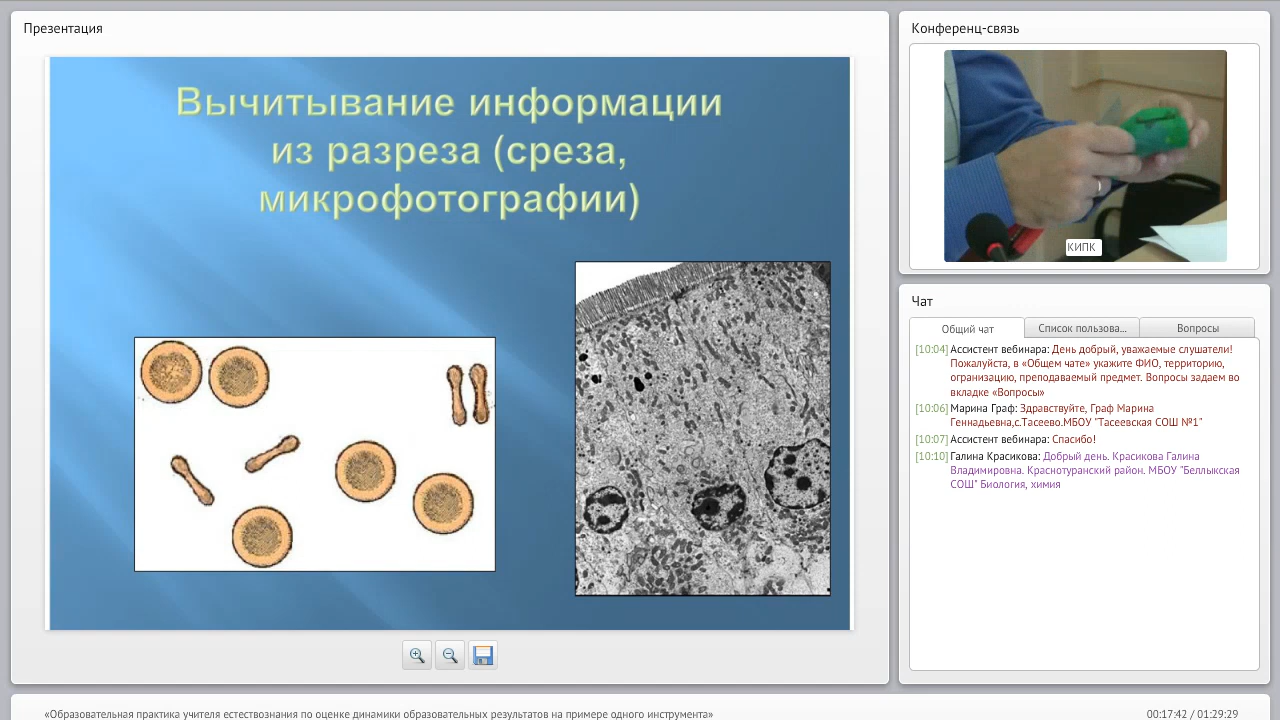 Презентация
Вычитывание информации
из разреза (среза,
микрофотографии)
Конференц-связь
КИПК
Чат
Общий чат
Список пользова...
Вопросы
[10:04] Ассистент вебинара: День добрый, уважаемые слушатели!
Пожалуйста, в «Общем чате» укажите ФИО, территорию,
огранизацию, преподаваемый предмет. Вопросы задаем во
вкладке «Вопросы»
[10:06] Марина Граф: Здравствуйте, Граф Марина
Геннадьевна,с.Тасеево.МБОУ "Тасеевская СОШ №1"
[10:07] Ассистент вебинара: Спасибо!
[10:10] Галина Красикова: Добрый день. Красикова Галина
Владимировна. Краснотуранский район. МБОУ "Беллыкская
СОШ" Биология, химия
«Образовательная практика учителя естествознания по оценке динамики образовательных результатов на примере одного инструмента»
00:17:42 / 01:29:29